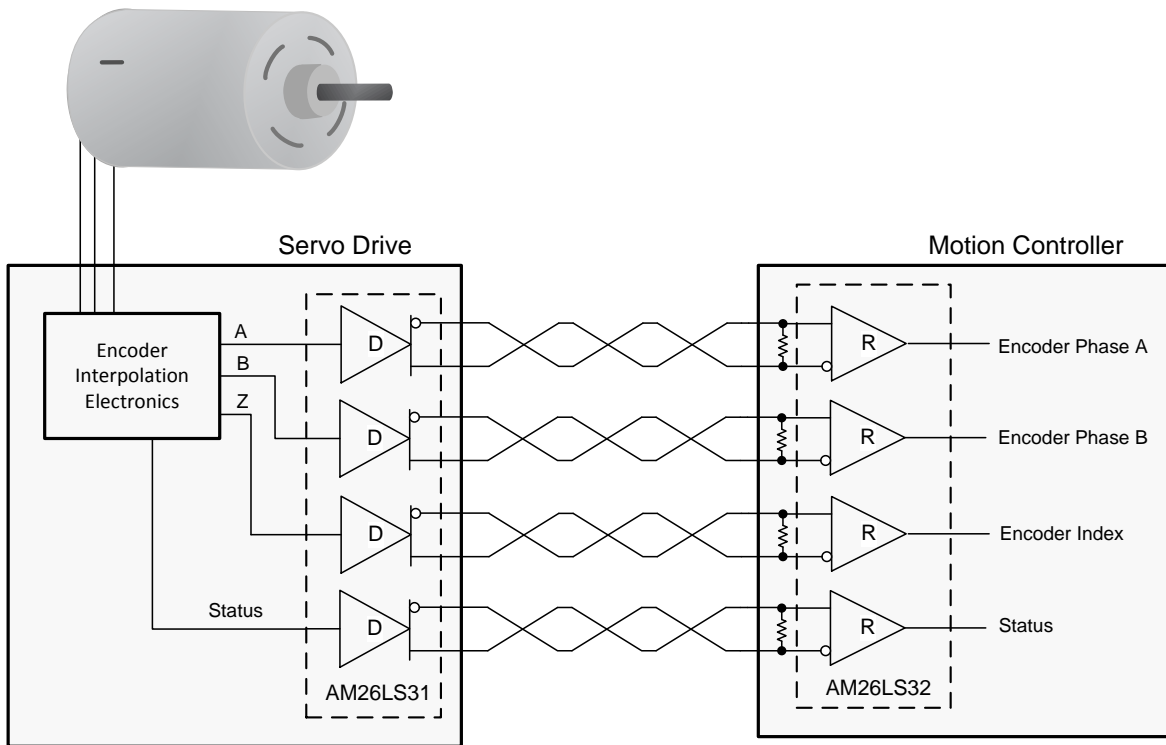 Servo Drive
Motion Controller
Encoder
Interpolation
Electronics
A
B
Z
Status
D
D
D
D
AM26LS31
R
R
R
R
AM26LS32
Encoder Phase A
Encoder Phase B
Encoder Index
Status